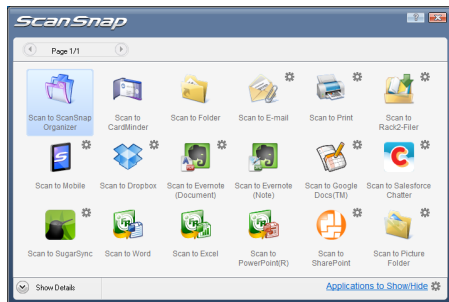 ScanSnap
Page 1/1
Scan to ScanSnap Organizer
Scan to CardMinder
Scan to Folder
Scan to E-mail
Scan to Print
Scan to Rack2-Filer
Scan to Mobile
Scan to Dropbox
Scan to Evernote (Document)
Scan to Evernote (Note)
Scan to Google Docs(TM)
Scan to Salesforce Chatter
Scan to SugarSync
Scan to Word
Scan to Excel
Scan to PowerPoint(R)
Scan to SharePoint
Scan to Picture Folder
Show Details
Applications to Show/Hide